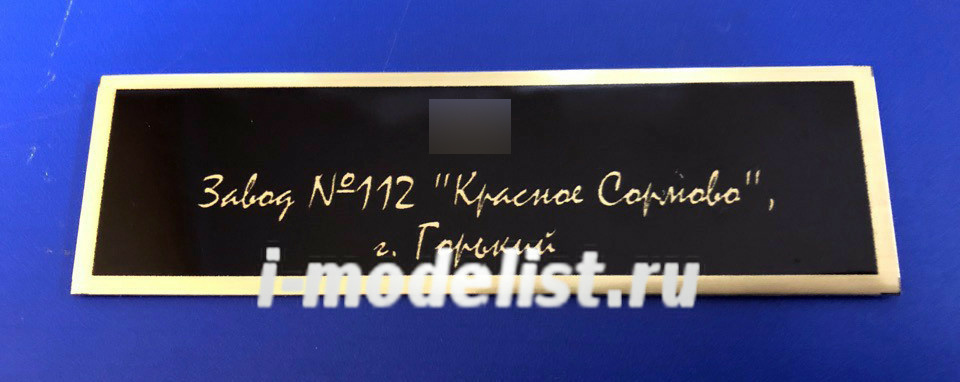 Завод №112 "Красное Сормово",
г. Горький
i-modelist.ru